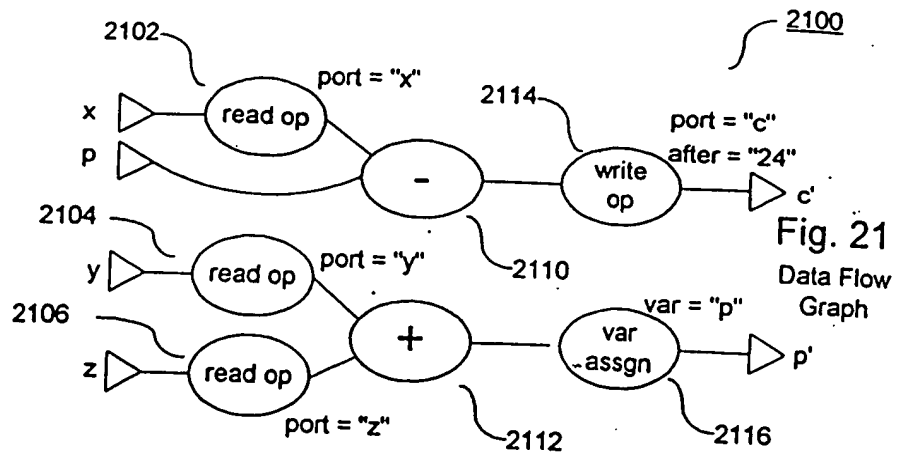 2100
2102
port = "x"
x
read op
p
-
2114
port = "c"
after = "24"
write
op
c'
2110
Fig. 21
Data Flow
Graph
2104
y
read op
port = "y"
2106
z
read op
port = "z"
+
2112
var = "p"
var
assgn
p'
2116